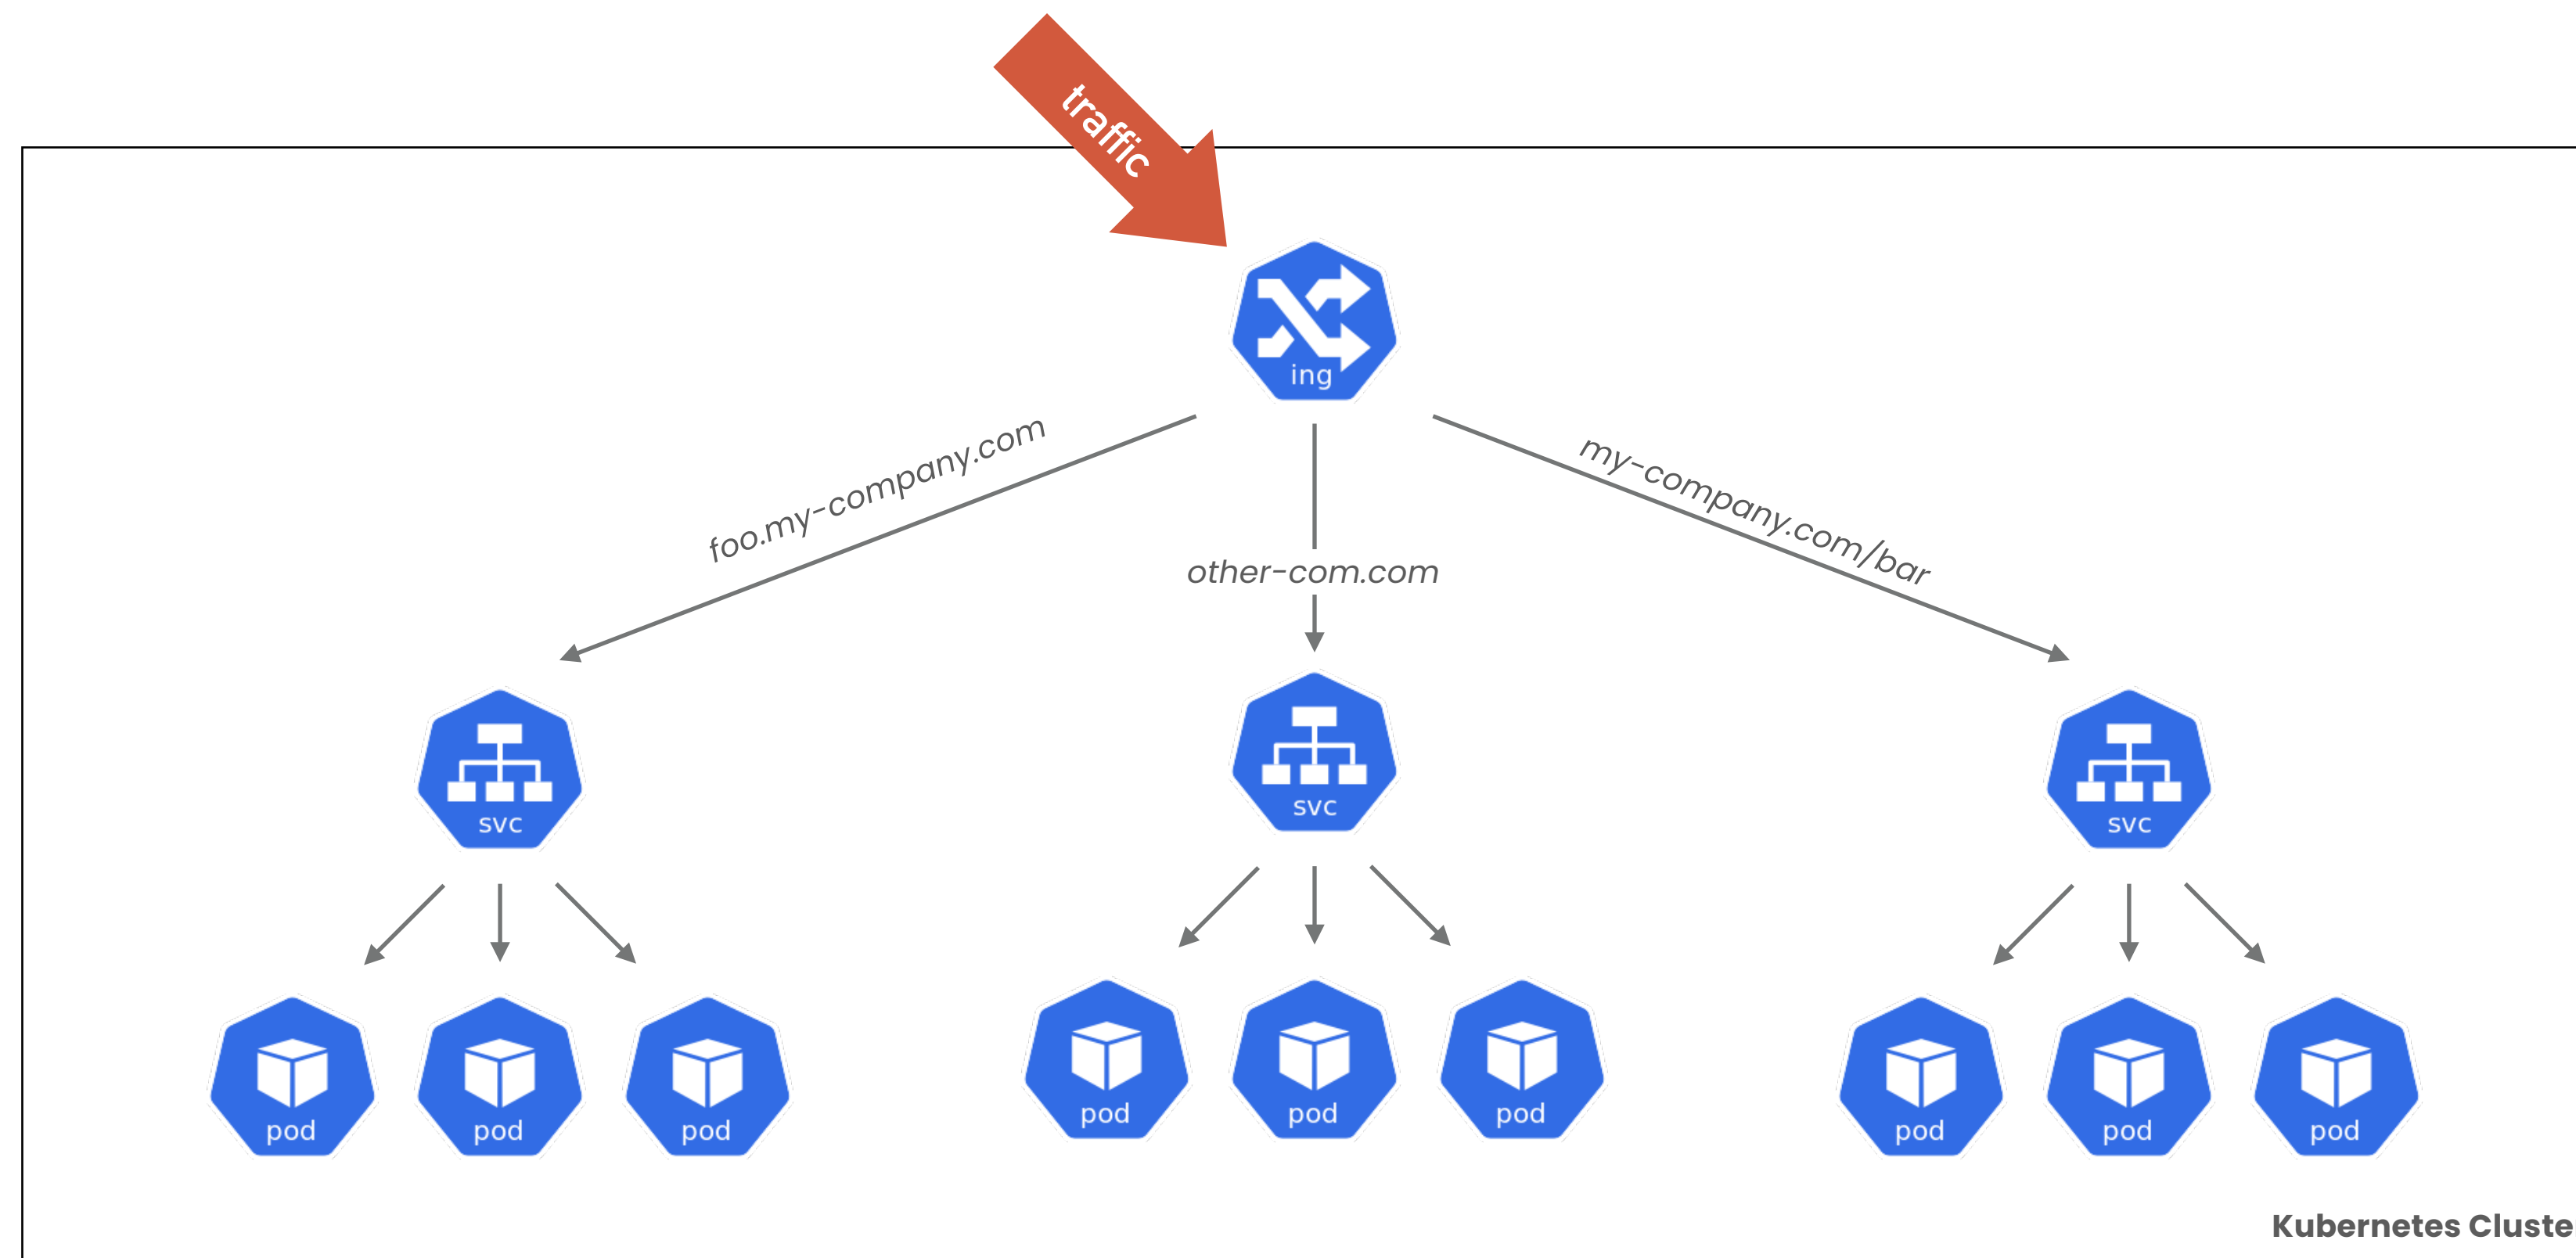 traffic
ing
foo.my-company.com
other-com.com
my-company.com/bar
svc
svc
svc
pod
pod
pod
pod
pod
pod
pod
pod
pod
Kubernetes Cluste